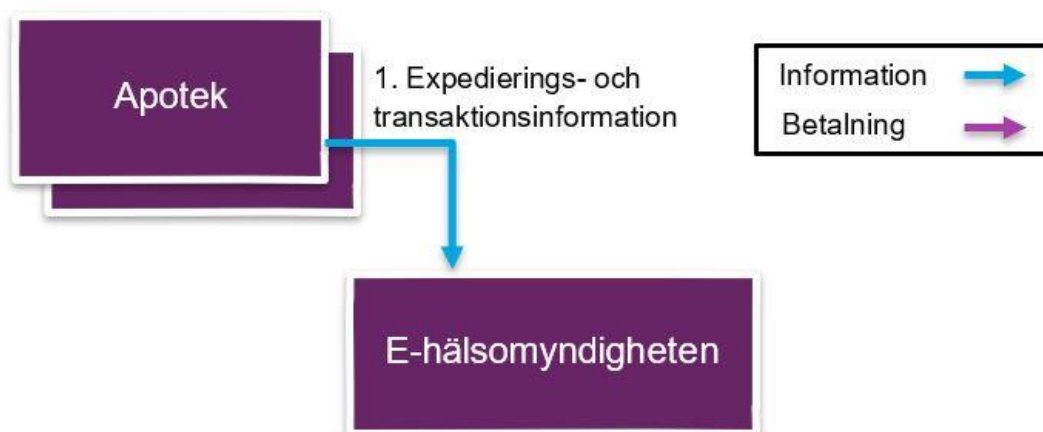 Apotek
1. Expedierings- och
transaktionsinformation
Information
Betalning
E-hälsomyndigheten